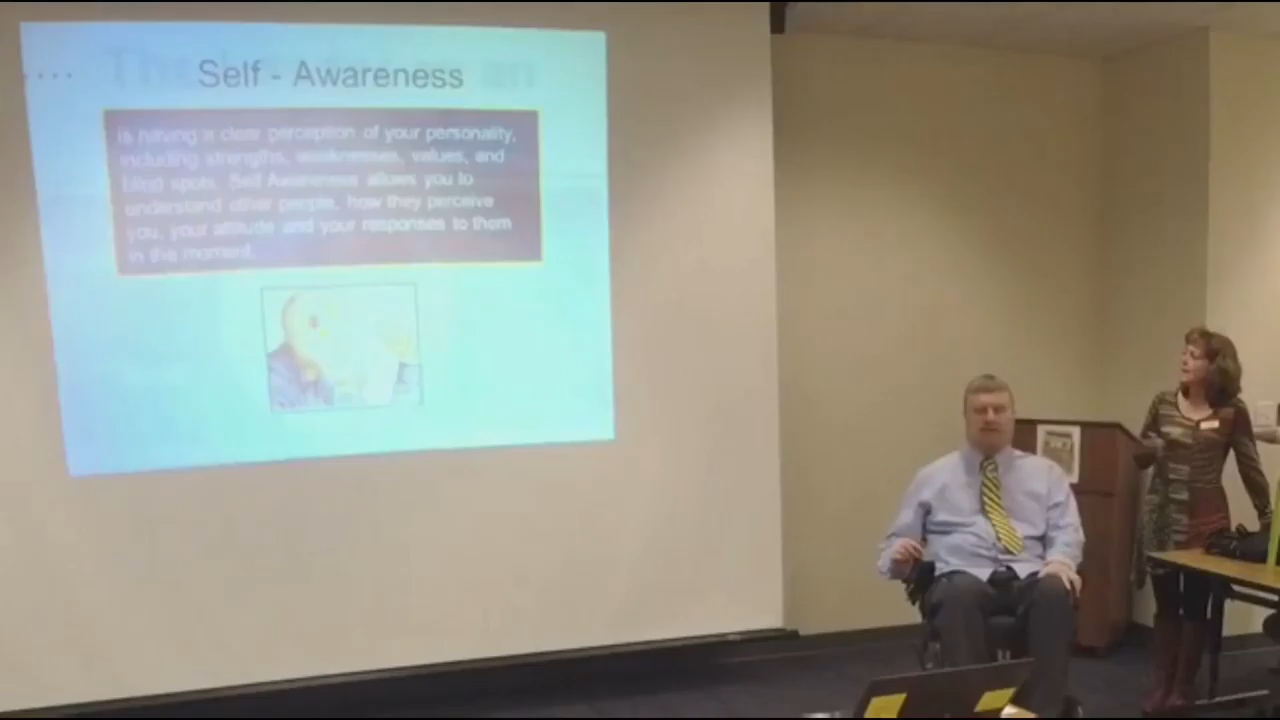 Self - Awareness
is having a clear perception of your personality,
including strengths, weaknesses, values, and
blind spots. Self Awareness allows you to
understand other people, how they perceive
you, your attitude and your responses to them
in the moment.